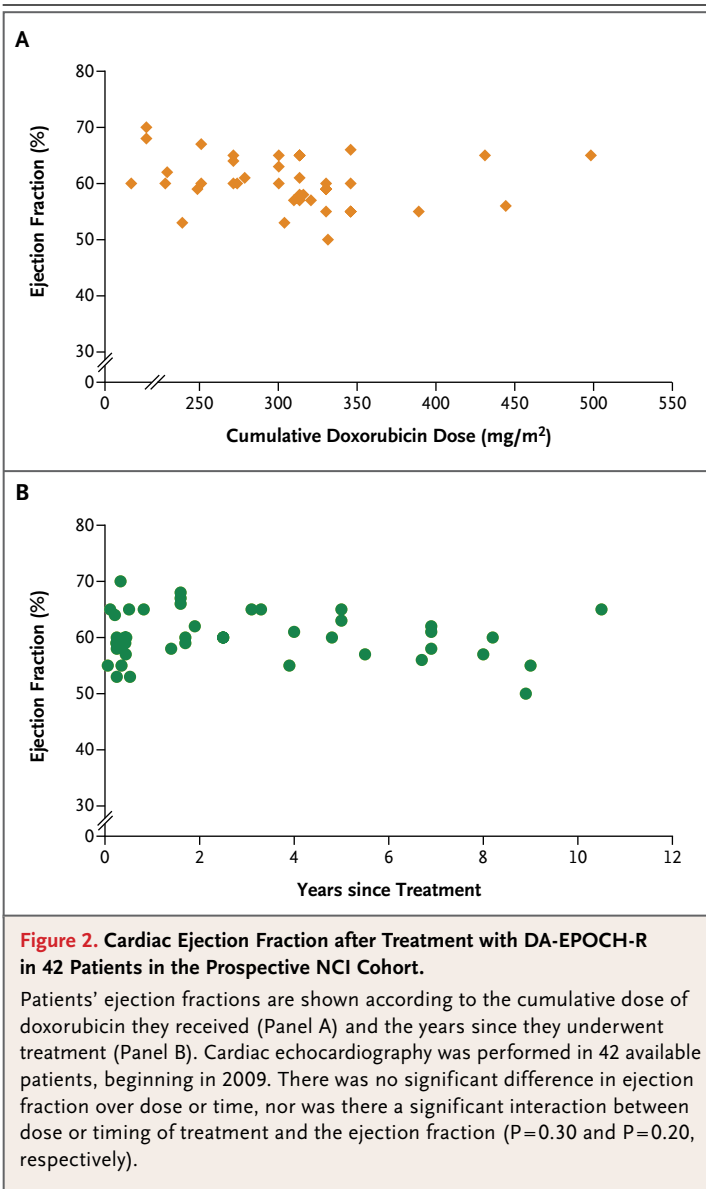 A
80
70
60
50
40
30
0
Ejection Fraction (%)
0 250 300 350 400 450 500 550
Cumulative Doxorubicin Dose (mg/m²)
B
80
70
60
50
40
30
0
Ejection Fraction (%)
0 2 4 6 8 10 12
Years since Treatment
Figure 2. Cardiac Ejection Fraction after Treatment with DA-EPOCH-R
in 42 Patients in the Prospective NCI Cohort.
Patients' ejection fractions are shown according to the cumulative dose of
doxorubicin they received (Panel A) and the years since they underwent
treatment (Panel B). Cardiac echocardiography was performed in 42 available
patients, beginning in 2009. There was no significant difference in ejection
fraction over dose or time, nor was there a significant interaction between
dose or timing of treatment and the ejection fraction (P=0.30 and P=0.20,
respectively).